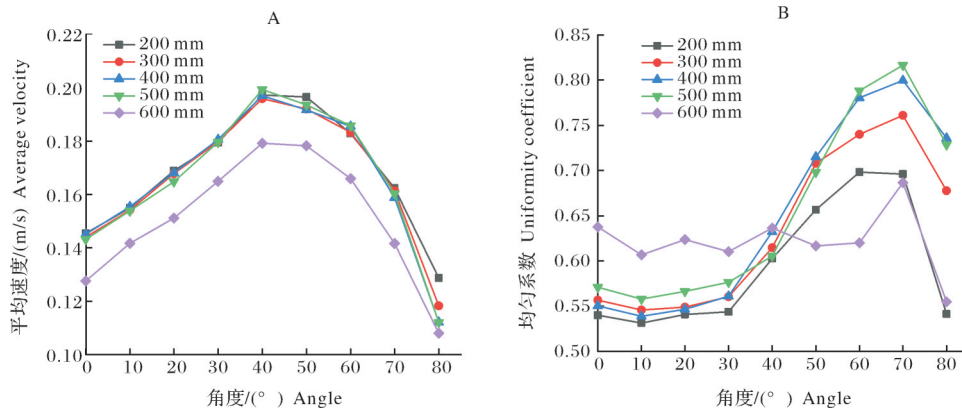 A
0.22
0.20
0.18
0.16
0.14
0.12
0.10
平均速度/(m/s) Average velocity
200 mm
300 mm
400 mm
500 mm
600 mm
0 10 20 30 40 50 60 70 80
角度/(°) Angle
B
0.85
0.80
0.75
0.70
0.65
0.60
0.55
0.50
均匀系数 Uniformity coefficient
200 mm
300 mm
400 mm
500 mm
600 mm
0 10 20 30 40 50 60 70 80
角度/(°) Angle